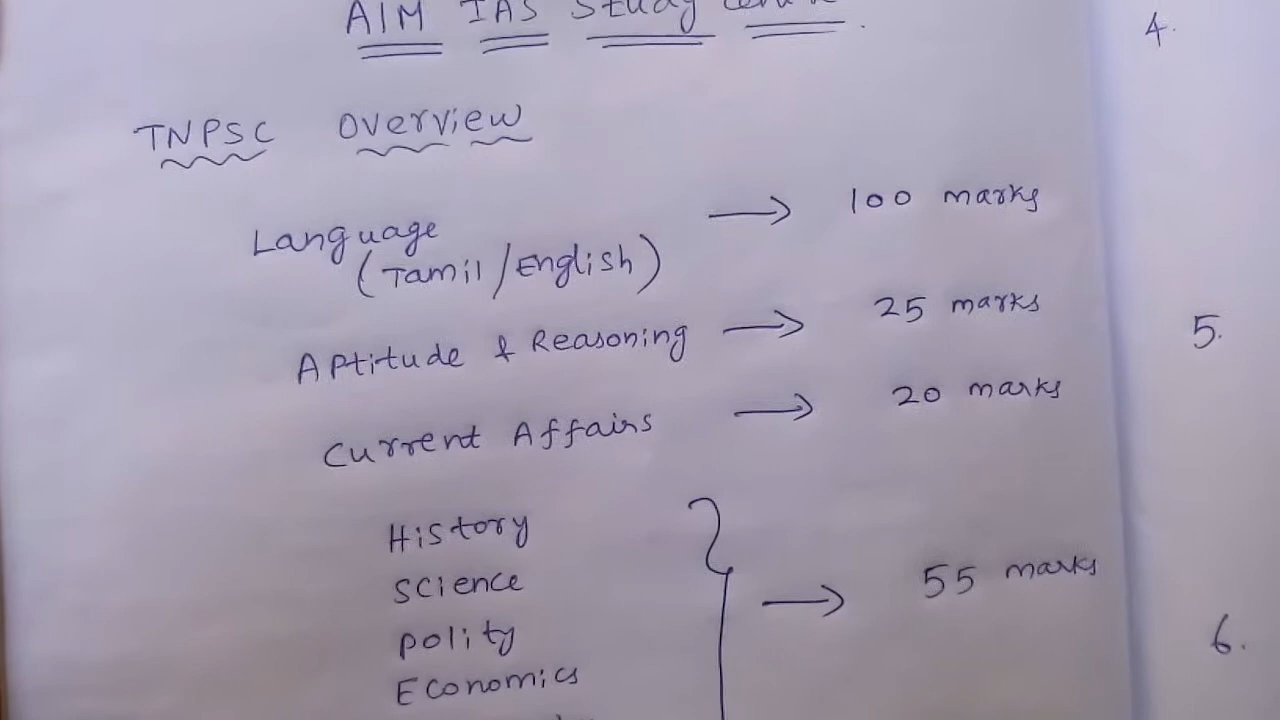 AIM IAS Study
TNPSC Overview
Language → 100 marks
(Tamil/English)
Aptitude & Reasoning → 25 marks
Current Affairs → 20 marks
History
Science
Polity
Economics
→ 55 marks
4.
5.
6.